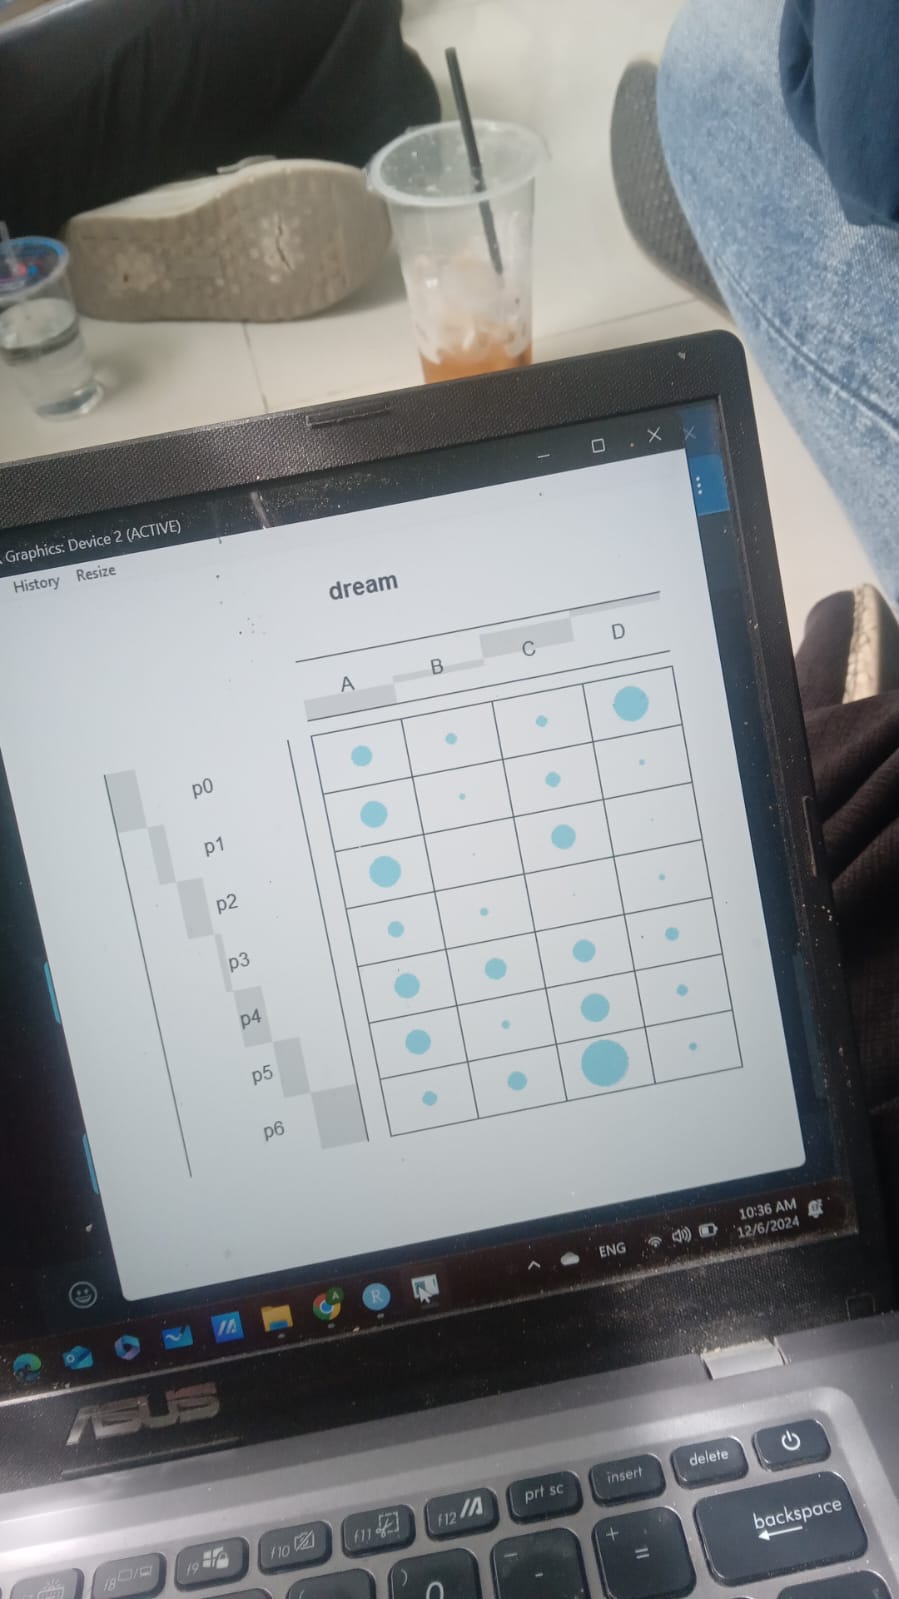 Graphics: Device 2 (ACTIVE)
History Resize
dream
A B C D
p0
p1
p2
p3
p4
p5
p6
10:36 AM
ENG
12/6/2024
ASUS
f8
f9
f10
f11
f12
prt sc
insert
delete
backspace
+
=
-
)
0